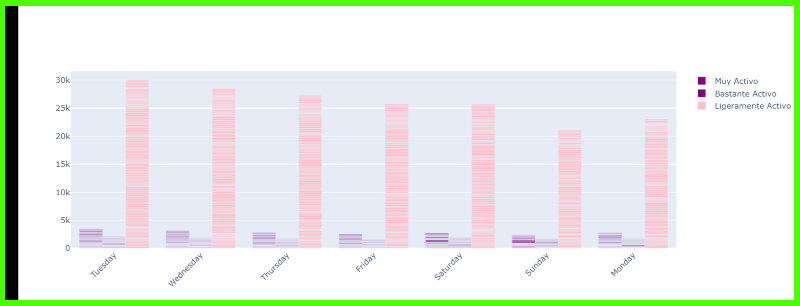 30k
25k
20k
15k
10k
5k
0
Tuesday
Wednesday
Thursday
Friday
Saturday
Sunday
Monday
Muy Activo
Bastante Activo
Ligeramente Activo